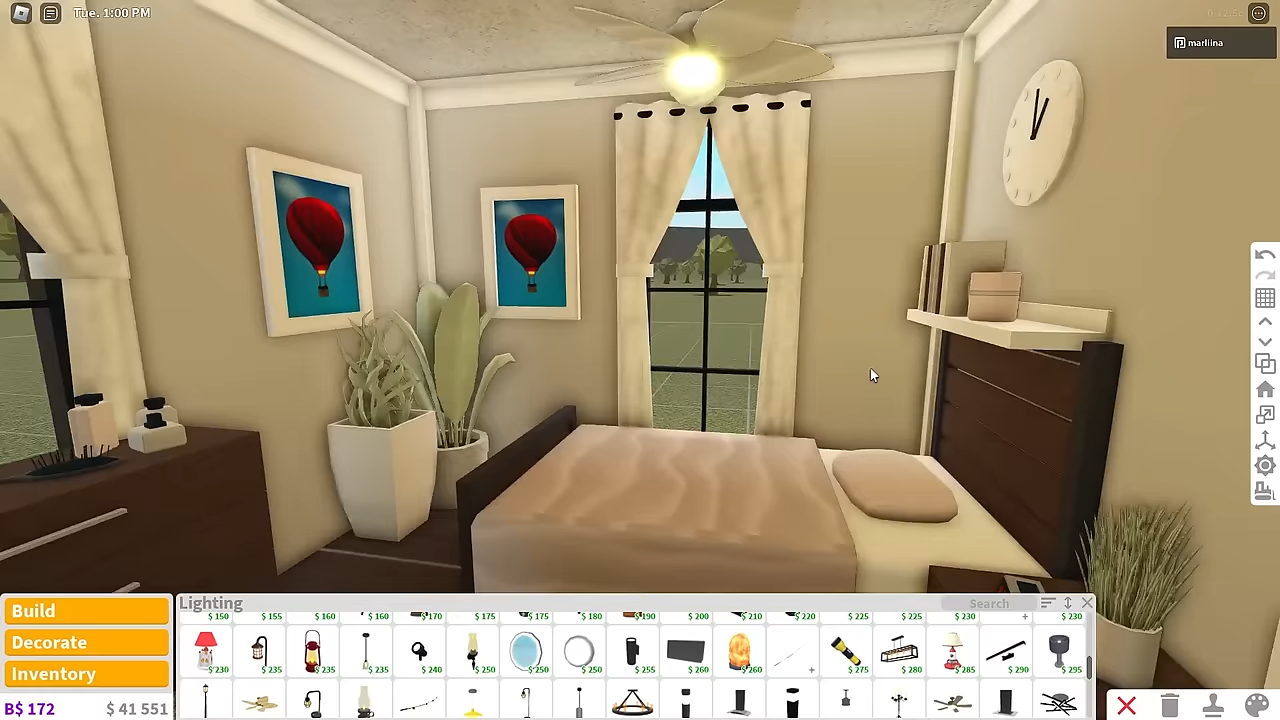 Tue. 1:00 PM
marliina
Lighting
Search
$ 150 $ 155 $ 160 $ 160 $ 170 $ 175 $ 175 $ 180 $ 190 $ 200 $ 210 $ 220 $ 225 $ 225 $ 230 + $ 230
$ 230 $ 235 $ 235 $ 235 $ 240 $ 250 $ 250 $ 250 $ 255 $ 260 $ 260 + $ 275 $ 280 $ 285 $ 290 $ 295
Build
Decorate
Inventory
B$ 172 $ 41 551